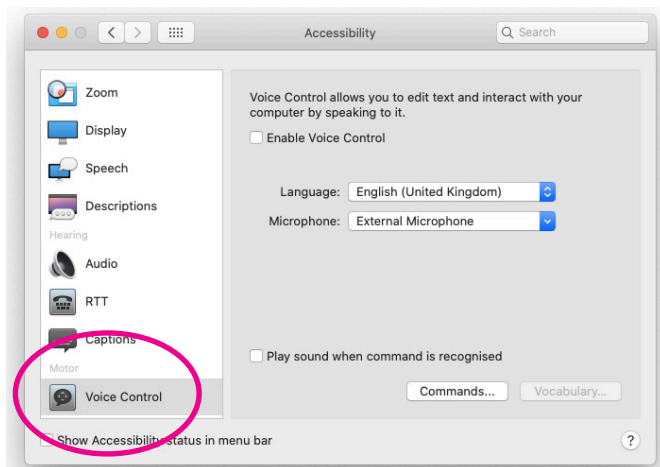 Accessibility
Search
Zoom
Display
Speech
Descriptions
Hearing
Audio
RTT
Captions
Motor
Voice Control
Voice Control allows you to edit text and interact with your
computer by speaking to it.
Enable Voice Control
Language: English (United Kingdom)
Microphone: External Microphone
Play sound when command is recognised
Commands... Vocabulary...
Show Accessibility status in menu bar
?